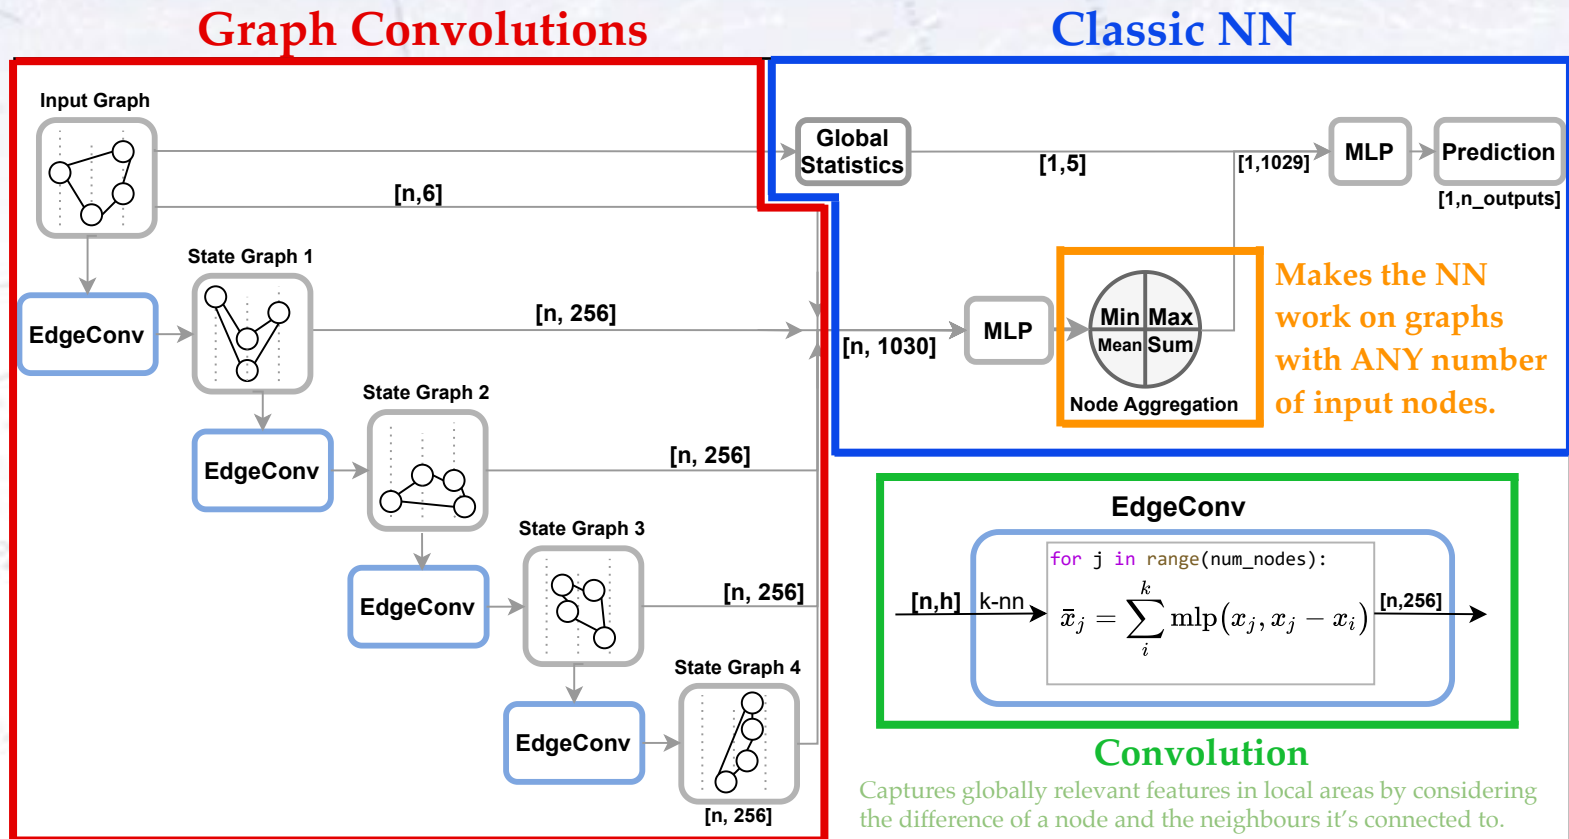 Graph Convolutions
Classic NN
Input Graph
Global
Statistics
[1,5]
[1,1029]
MLP
Prediction
[1,n_outputs]
[n,6]
State Graph 1
EdgeConv
[n, 256]
[n, 1030]
MLP
Min Max
Mean Sum
Node Aggregation
Makes the NN
work on graphs
with ANY number
of input nodes.
State Graph 2
EdgeConv
[n, 256]
State Graph 3
EdgeConv
[n, 256]
State Graph 4
EdgeConv
[n, 256]
EdgeConv
for j in range(num_nodes):
[n,h]
k-nn
x̄_j = ∑_i^k mlp(x_j, x_j − x_i)
[n,256]
Convolution
Captures globally relevant features in local areas by considering
the difference of a node and the neighbours it's connected to.